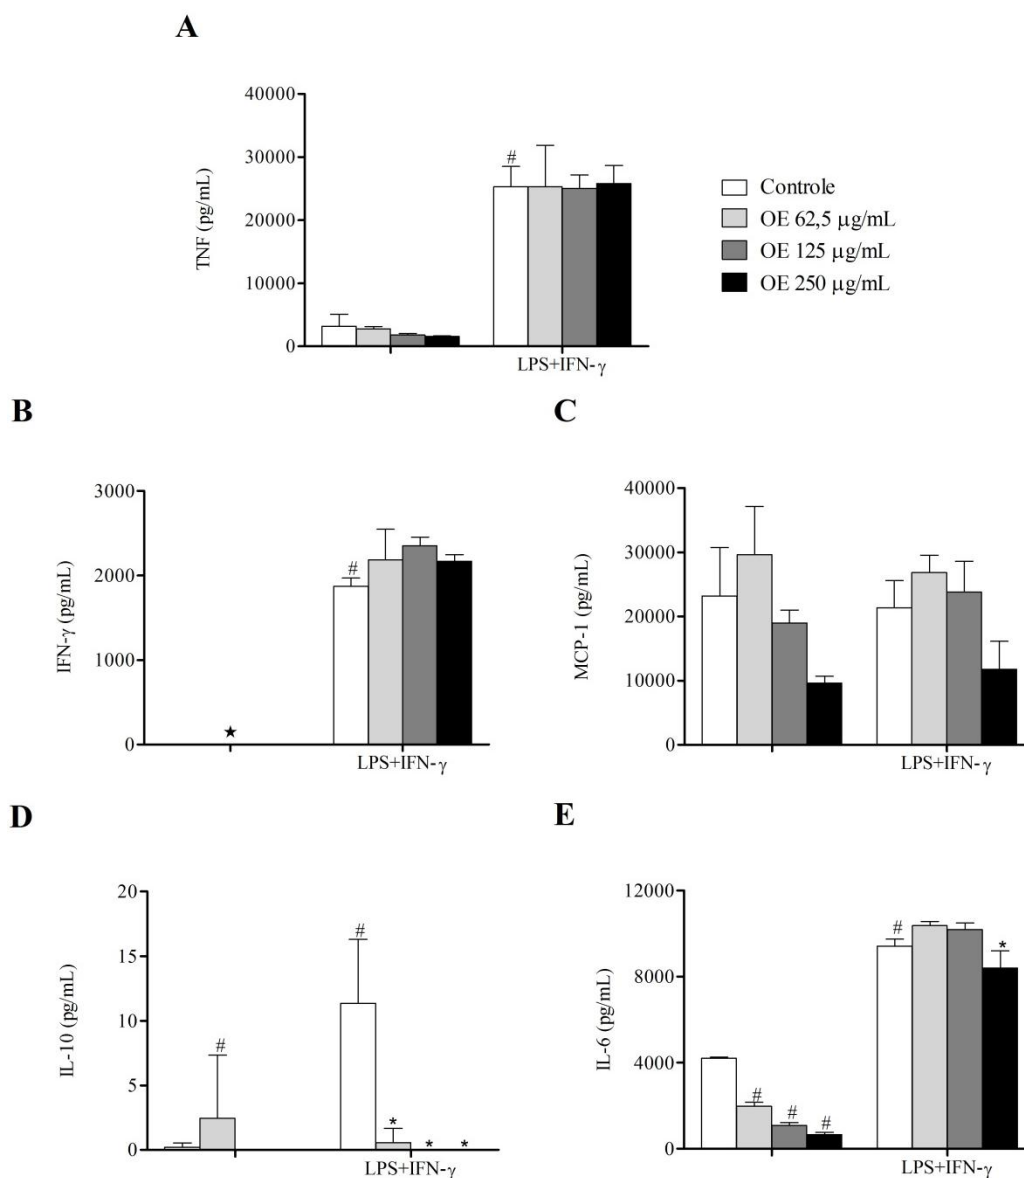 A
TNF (pg/mL)
40000
30000
20000
10000
0
#
LPS+IFN-γ
Controle
OE 62,5 µg/mL
OE 125 µg/mL
OE 250 µg/mL
B
IFN-γ (pg/mL)
3000
2000
1000
0
★
#
LPS+IFN-γ
C
MCP-1 (pg/mL)
40000
30000
20000
10000
0
LPS+IFN-γ
D
IL-10 (pg/mL)
20
15
10
5
0
#
#
*
*
*
LPS+IFN-γ
E
IL-6 (pg/mL)
12000
8000
4000
0
#
#
#
#
*
LPS+IFN-γ